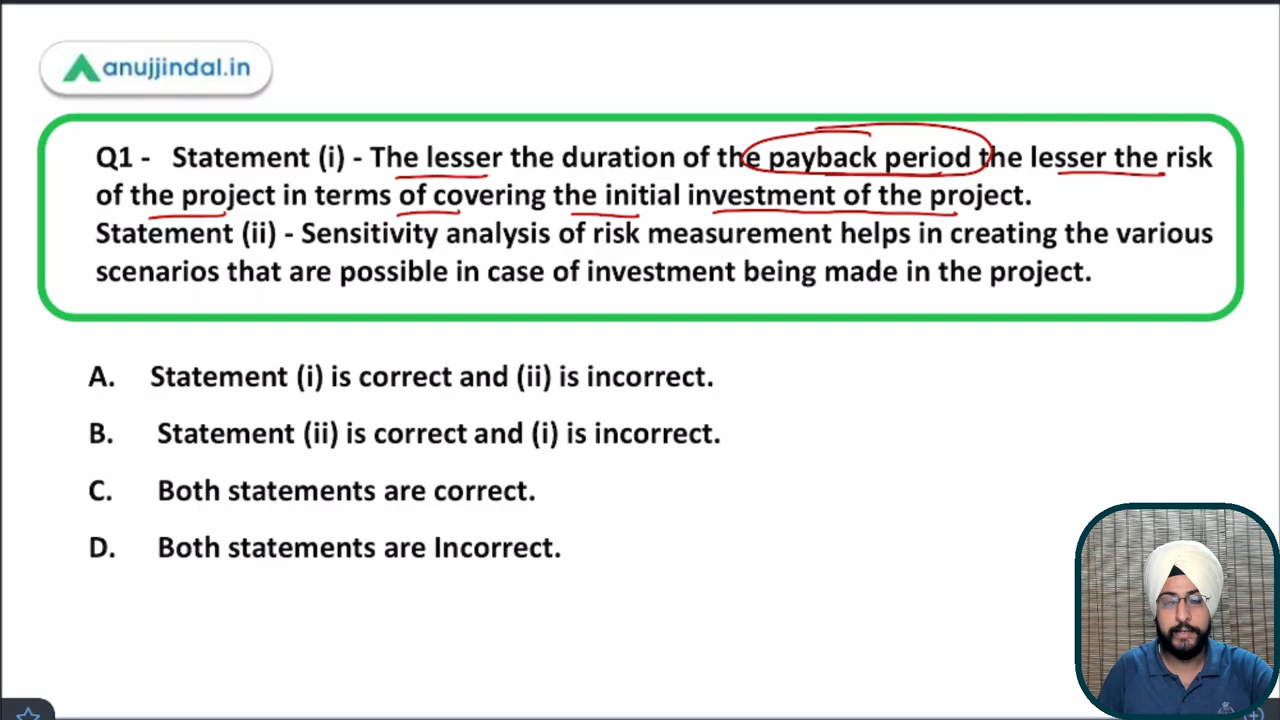 anujjindal.in
Q1 - Statement (i) - The lesser the duration of the payback period the lesser the risk
of the project in terms of covering the initial investment of the project.
Statement (ii) - Sensitivity analysis of risk measurement helps in creating the various
scenarios that are possible in case of investment being made in the project.
A. Statement (i) is correct and (ii) is incorrect.
B. Statement (ii) is correct and (i) is incorrect.
C. Both statements are correct.
D. Both statements are Incorrect.